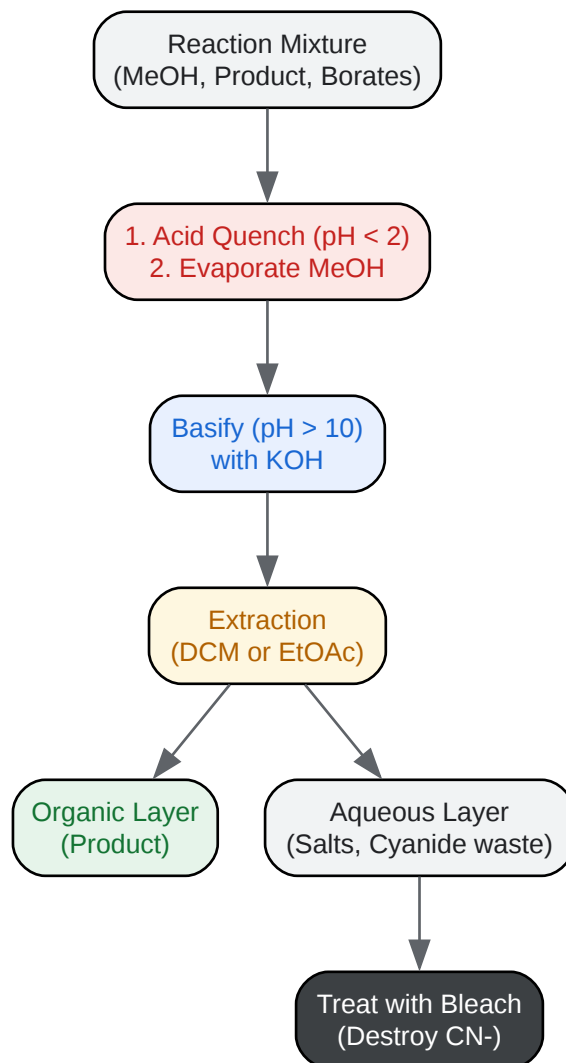 Reaction Mixture
(MeOH, Product, Borates)
1. Acid Quench (pH < 2)
2. Evaporate MeOH
Basify (pH > 10)
with KOH
Extraction
(DCM or EtOAc)
Organic Layer
(Product)
Aqueous Layer
(Salts, Cyanide waste)
Treat with Bleach
(Destroy CN-)